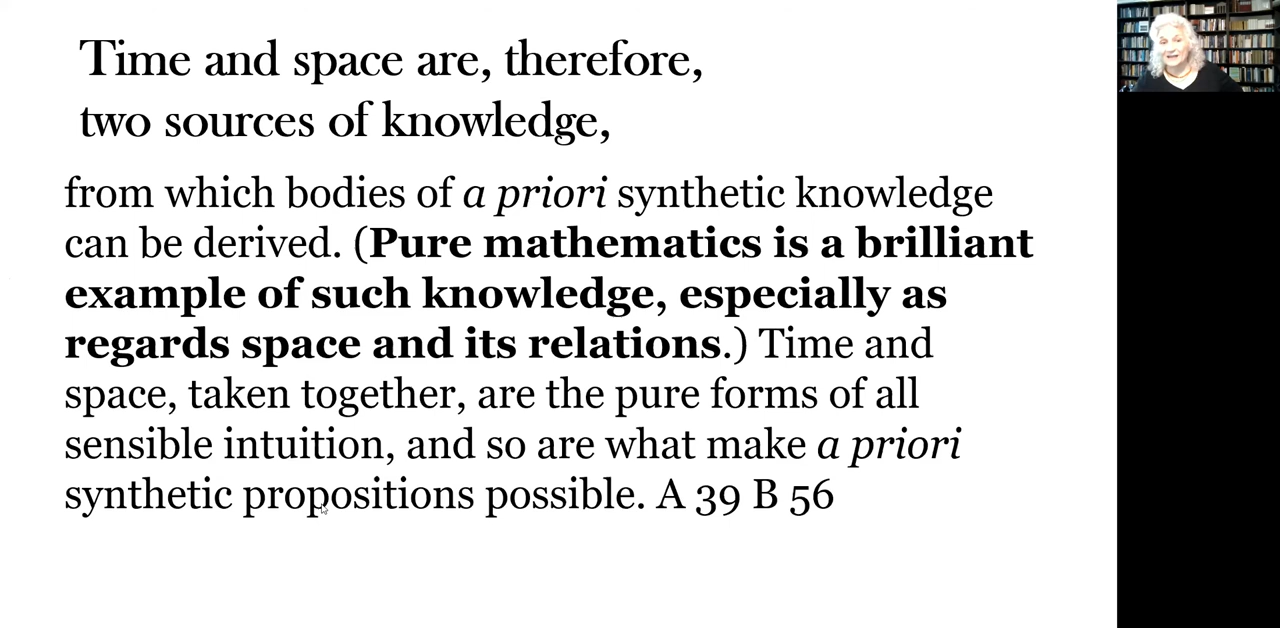 Time and space are, therefore,
two sources of knowledge,
from which bodies of a priori synthetic knowledge
can be derived. (Pure mathematics is a brilliant
example of such knowledge, especially as
regards space and its relations.) Time and
space, taken together, are the pure forms of all
sensible intuition, and so are what make a priori
synthetic propositions possible. A 39 B 56